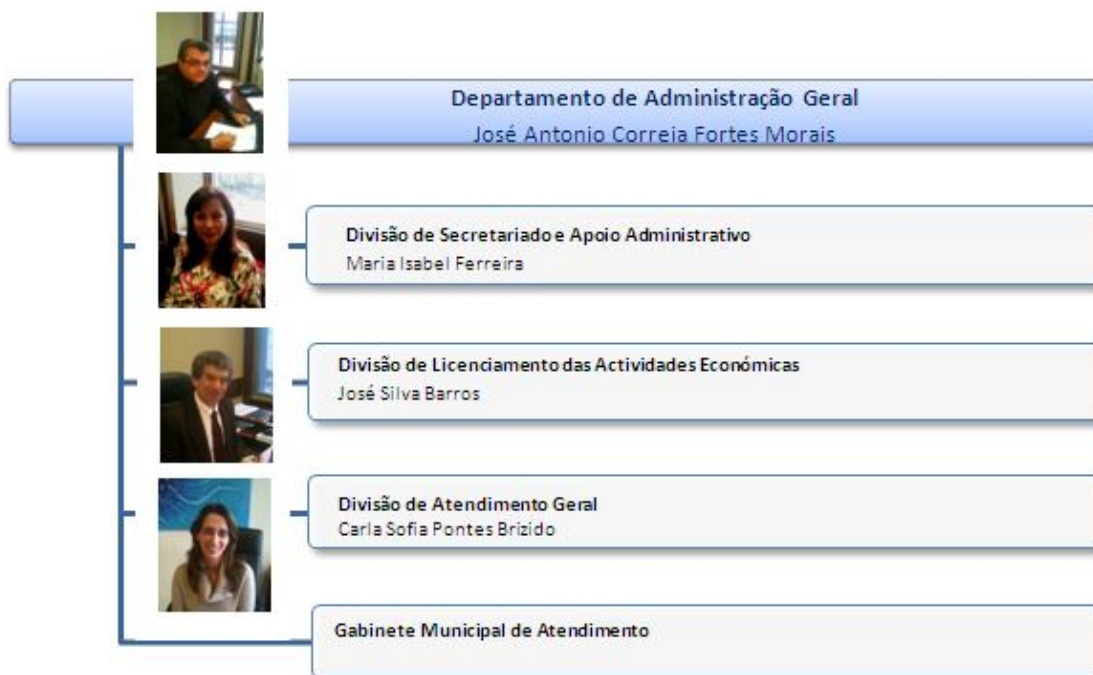 Departamento de Administração Geral
José Antonio Correia Fortes Morais
Divisão de Secretariado e Apoio Administrativo
Maria Isabel Ferreira
Divisão de Licenciamento das Actividades Económicas
José Silva Barros
Divisão de Atendimento Geral
Carla Sofia Pontes Brizido
Gabinete Municipal de Atendimento